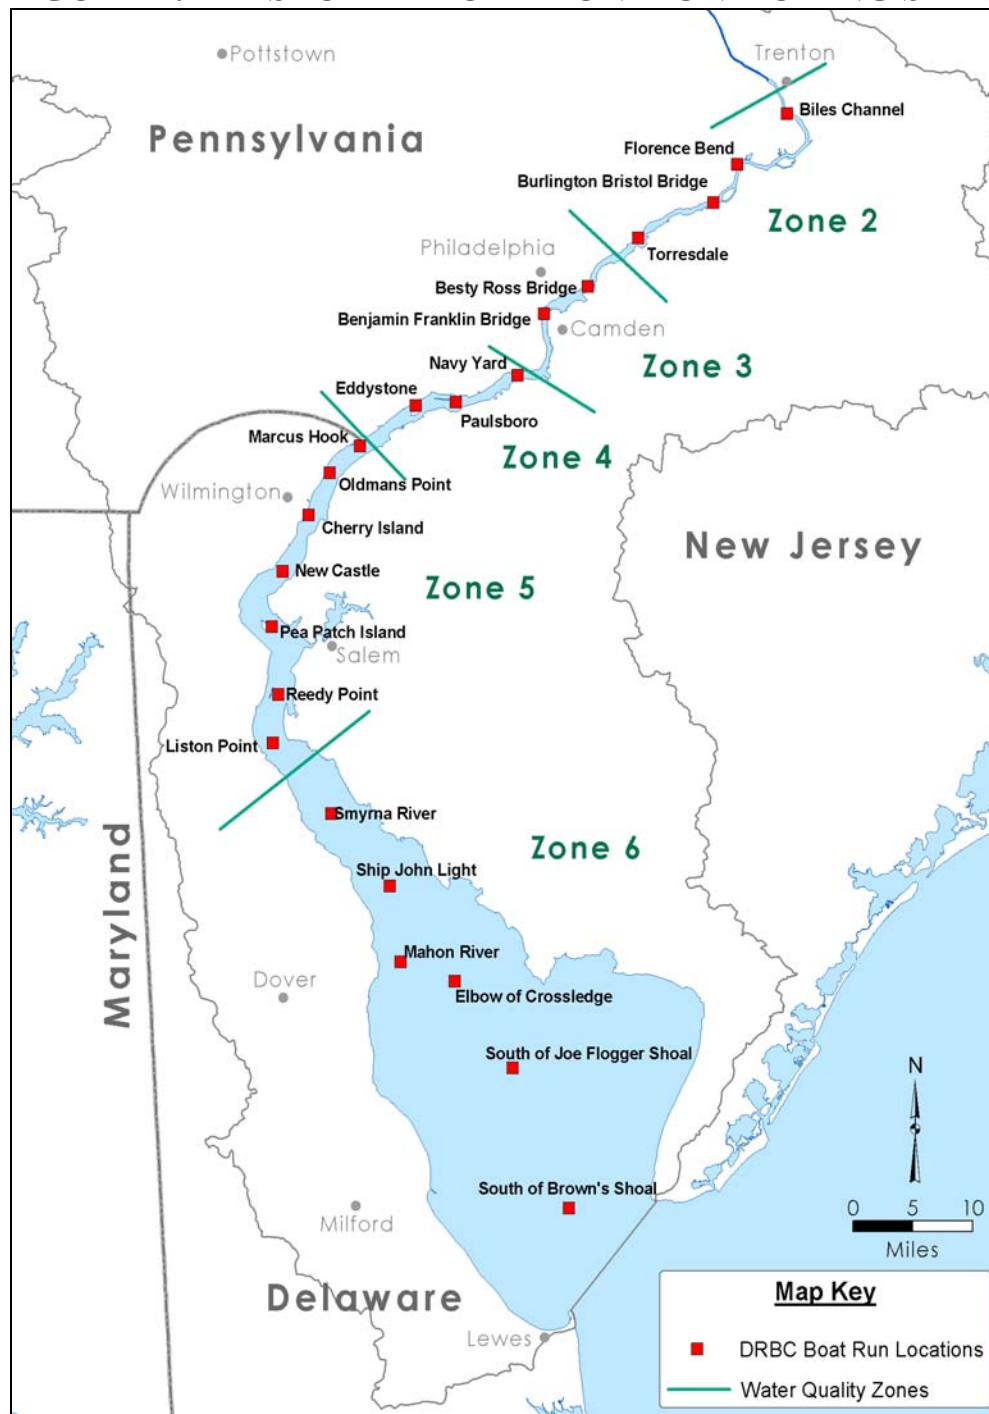 Pottstown
Trenton
Biles Channel
Pennsylvania
Florence Bend
Burlington Bristol Bridge
Zone 2
Philadelphia
Torresdale
Besty Ross Bridge
Benjamin Franklin Bridge
Camden
Navy Yard
Zone 3
Eddystone
Paulsboro
Marcus Hook
Zone 4
Oldmans Point
Wilmington
Cherry Island
New Jersey
New Castle
Zone 5
Pea Patch Island
Salem
Reedy Point
Liston Point
Smyrna River
Zone 6
Ship John Light
Maryland
Mahon River
Dover
Elbow of Crossledge
South of Joe Flogger Shoal
N
South of Brown's Shoal
Milford
0 5 10
Miles
Delaware
Map Key
Lewes
DRBC Boat Run Locations
Water Quality Zones